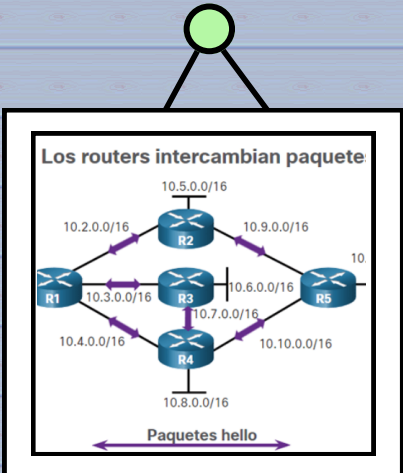 Los routers intercambian paquete
10.5.0.0/16
10.2.0.0/16
10.9.0.0/16
R2
10.
R1
10.3.0.0/16
R3
10.6.0.0/16
R5
10.7.0.0/16
10.4.0.0/16
R4
10.10.0.0/16
10.8.0.0/16
Paquetes hello